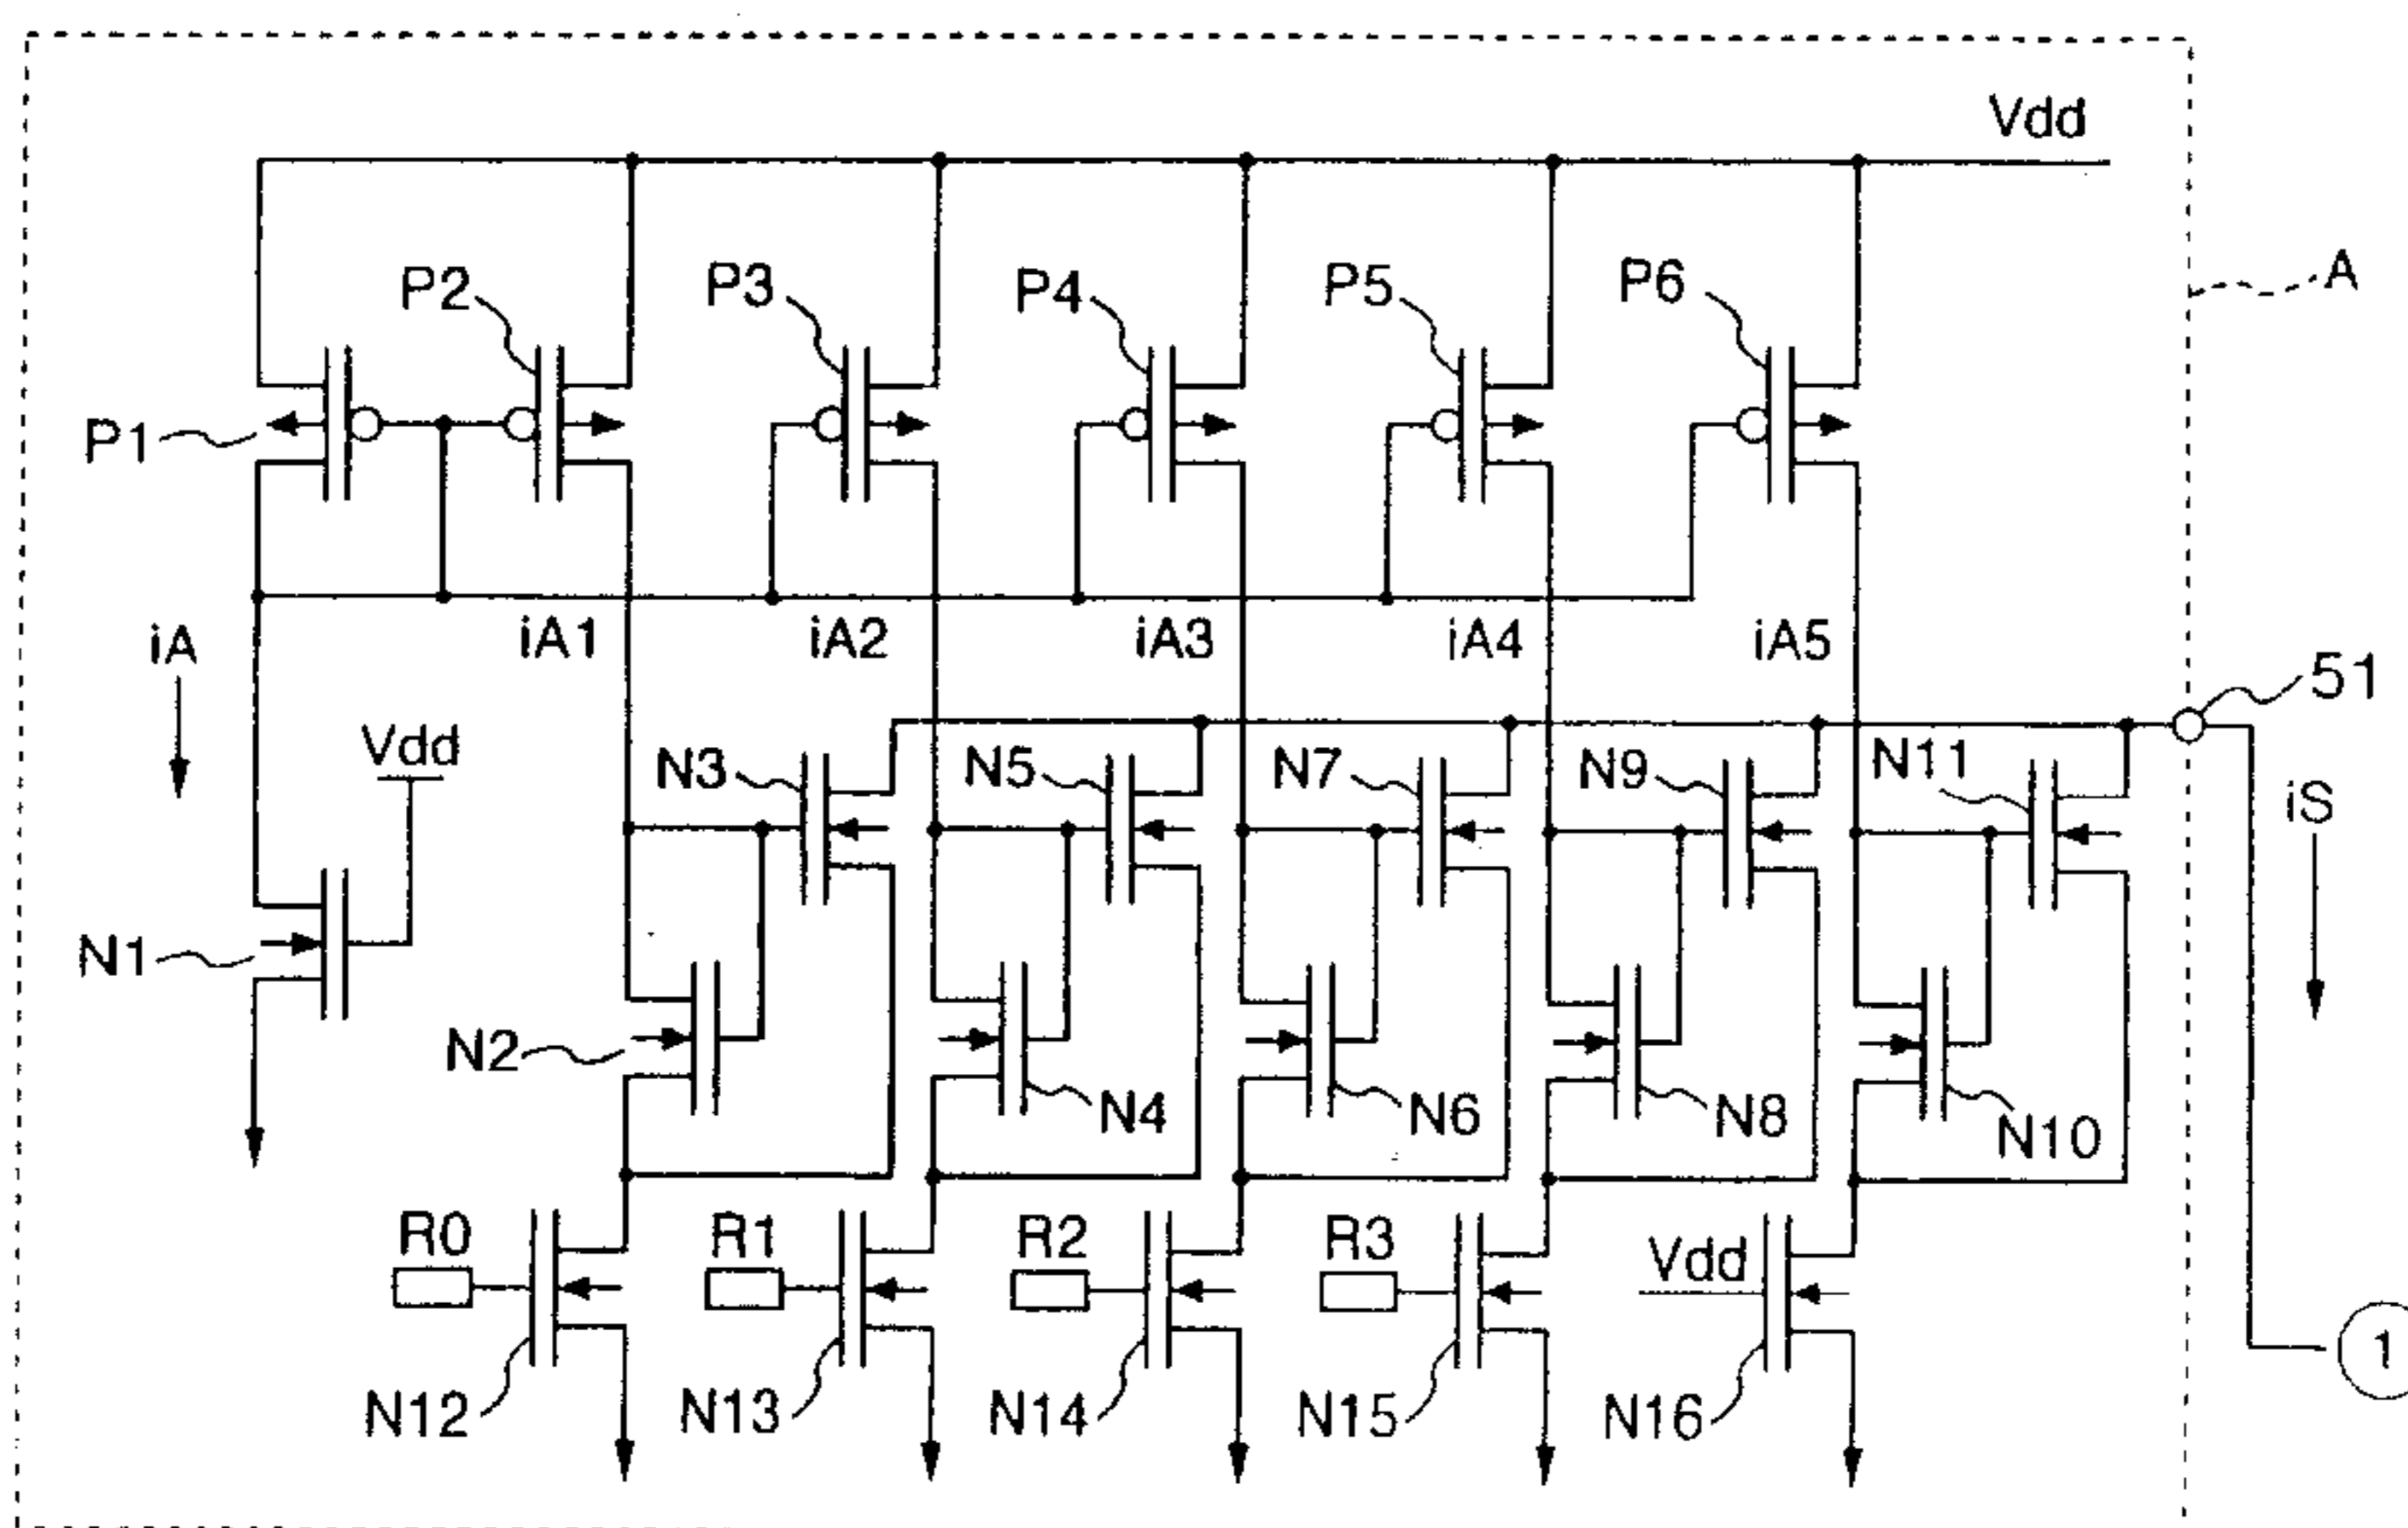 Vdd
A
P1
P2
P3
P4
P5
P6
iA
iA1
iA2
iA3
iA4
iA5
51
Vdd
N3
N5
N7
N9
N11
iS
N1
N2
N4
N6
N8
N10
R0
R1
R2
R3
Vdd
N12
N13
N14
N15
N16
1